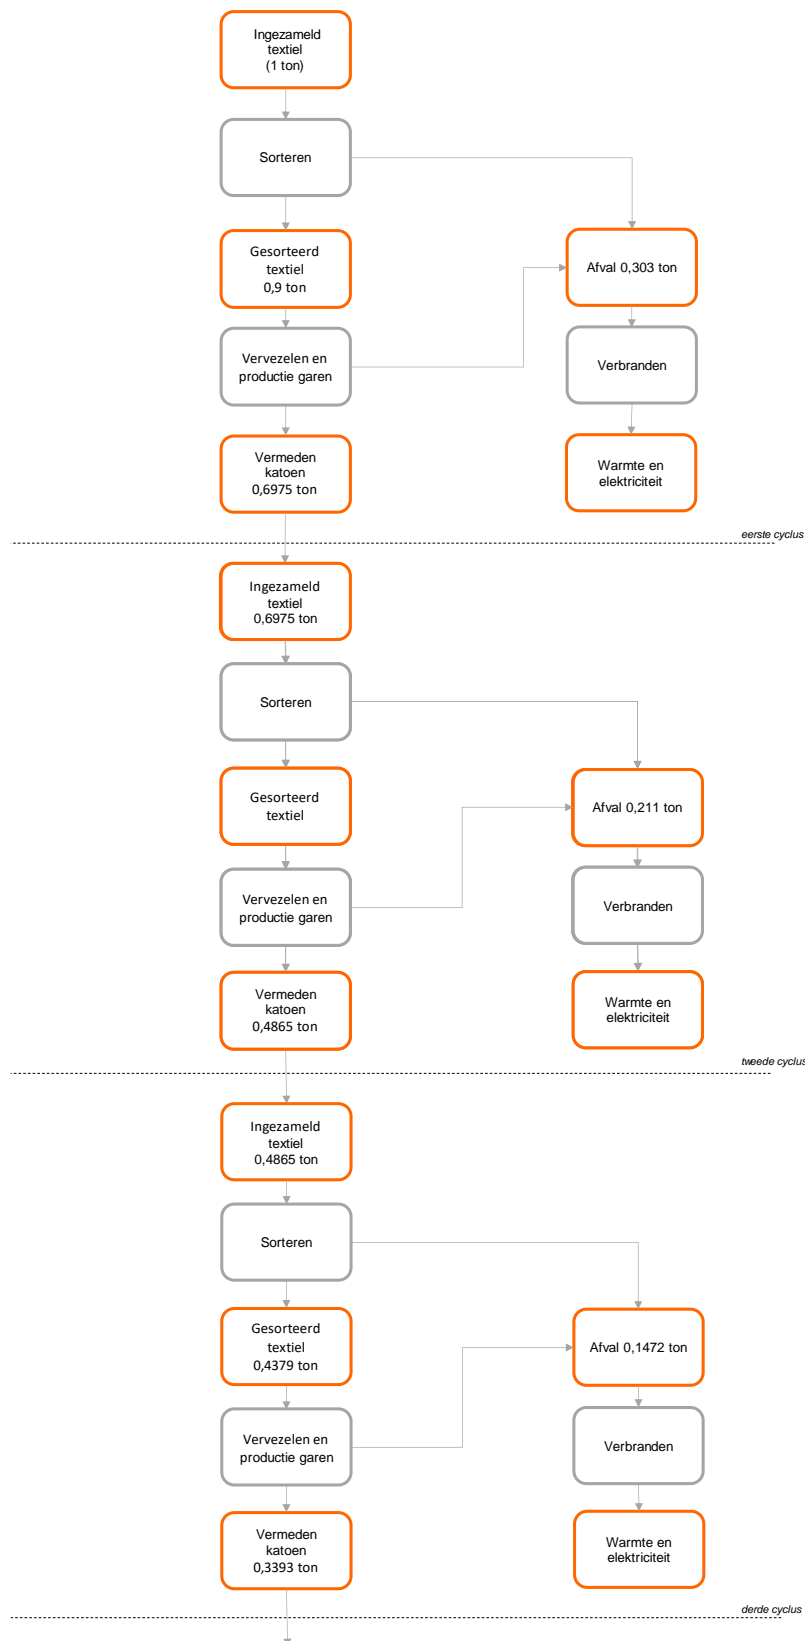 Ingezameld
textiel
(1 ton)
Sorteren
Gesorteerd
textiel
0,9 ton
Afval 0,303 ton
Vervezelen en
productie garen
Verbranden
Vermeden
katoen
0,6975 ton
Warmte en
elektriciteit
eerste cyclus
Ingezameld
textiel
0,6975 ton
Sorteren
Gesorteerd
textiel
Afval 0,211 ton
Vervezelen en
productie garen
Verbranden
Vermeden
katoen
0,4865 ton
Warmte en
elektriciteit
tweede cyclus
Ingezameld
textiel
0,4865 ton
Sorteren
Gesorteerd
textiel
0,4379 ton
Afval 0,1472 ton
Vervezelen en
productie garen
Verbranden
Vermeden
katoen
0,3393 ton
Warmte en
elektriciteit
derde cyclus